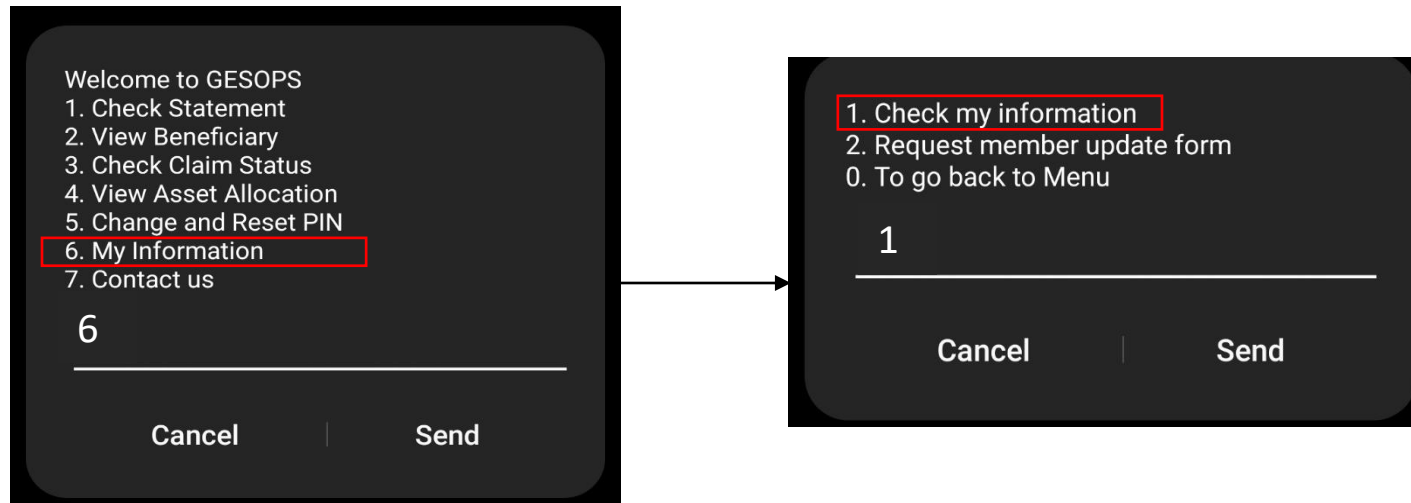 Welcome to GESOPS
1. Check Statement
2. View Beneficiary
3. Check Claim Status
4. View Asset Allocation
5. Change and Reset PIN
6. My Information
7. Contact us
6
Cancel
Send
1. Check my information
2. Request member update form
0. To go back to Menu
1
Cancel
Send